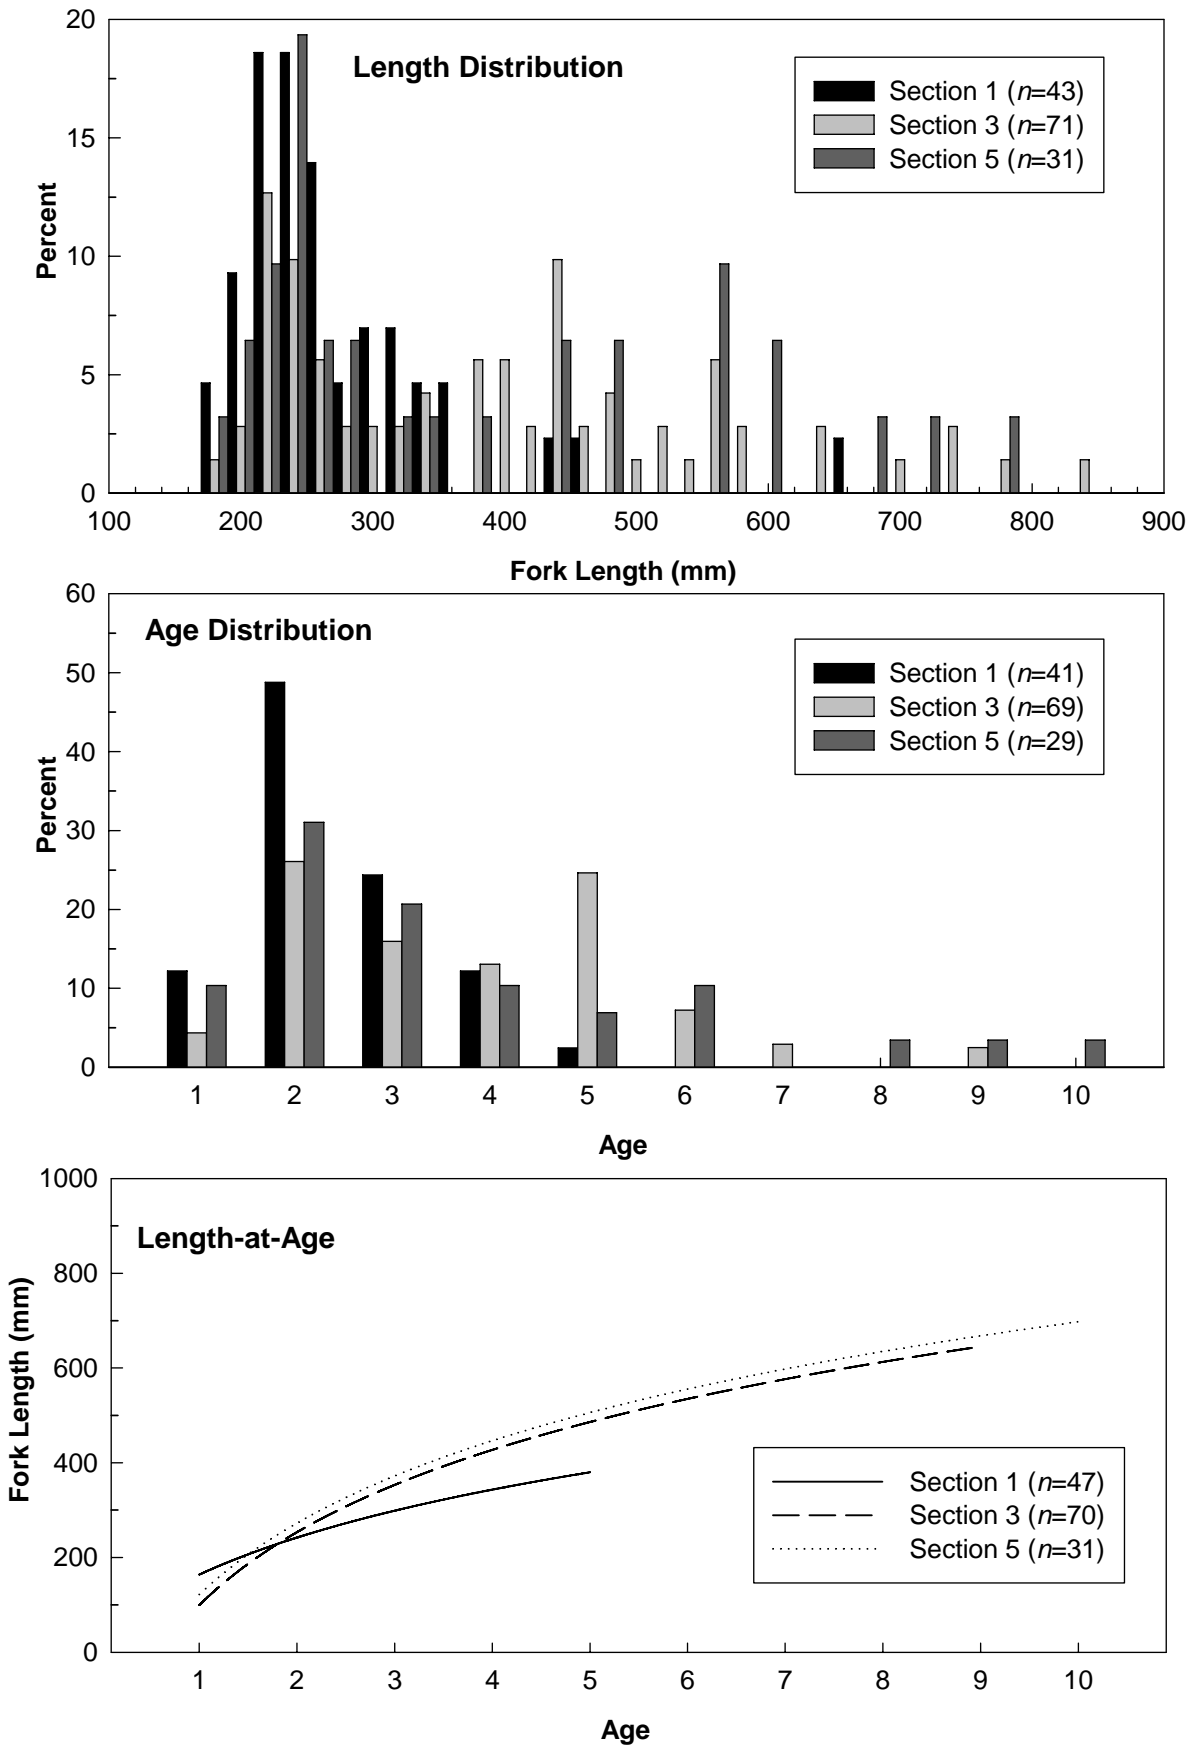 20
Length Distribution
Section 1 (n=43)
Section 3 (n=71)
Section 5 (n=31)
15
10
5
0
Percent
100 200 300 400 500 600 700 800 900
Fork Length (mm)
60
Age Distribution
Section 1 (n=41)
Section 3 (n=69)
Section 5 (n=29)
50
40
30
20
10
0
Percent
1 2 3 4 5 6 7 8 9 10
Age
1000
Length-at-Age
800
600
400
200
0
Fork Length (mm)
Section 1 (n=47)
Section 3 (n=70)
Section 5 (n=31)
1 2 3 4 5 6 7 8 9 10
Age